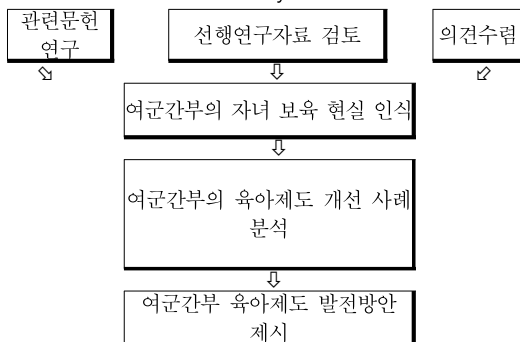 관련문헌
연구
선행연구자료 검토
의견수렴
여군간부의 자녀 보육 현실 인식
여군간부의 육아제도 개선 사례
분석
여군간부 육아제도 발전방안
제시